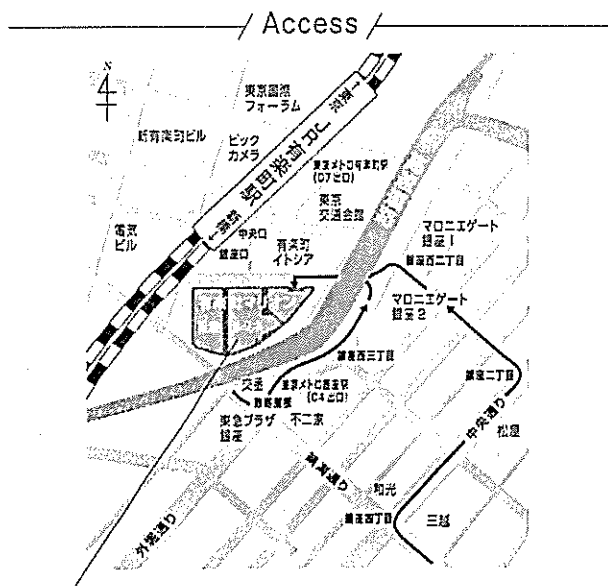 Access
N
東京国際
フォーラム
新有楽町ビル
ビック
カメラ
↑東京
JR有楽町駅
新橋↓
東京メトロ有楽町駅
(D7出口)
東京
交通会館
電気
ビル
中央口
銀座口
有楽町
イトシア
マロニエゲート
銀座1
銀座西二丁目
マロニエゲート
銀座2
銀座西三丁目
銀座二丁目
交番
東京メトロ銀座駅
(C4出口)
数寄屋橋
東急プラザ
銀座
不二家
中央通り
松屋
晴海通り
和光
銀座四丁目
三越
外堀通り